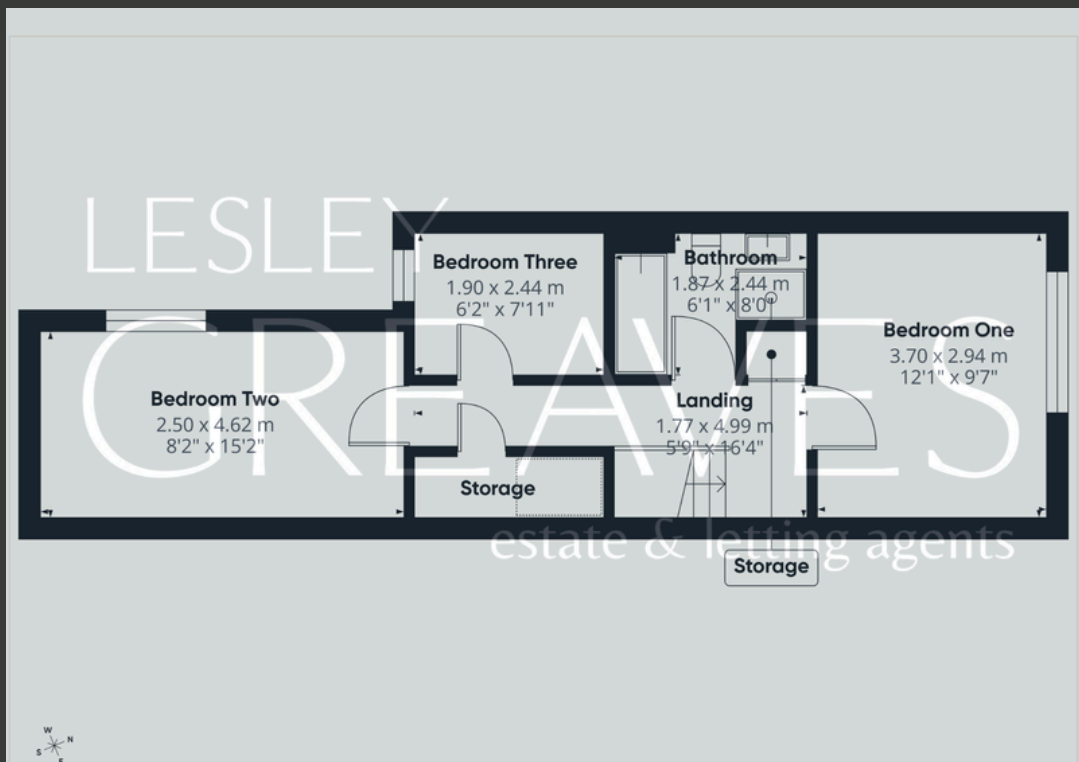 LESLEY
GREAVES
estate & letting agents
Bedroom Three
1.90 x 2.44 m
6'2" x 7'11"
Bathroom
1.87 x 2.44 m
6'1" x 8'0"
Bedroom One
3.70 x 2.94 m
12'1" x 9'7"
Bedroom Two
2.50 x 4.62 m
8'2" x 15'2"
Landing
1.77 x 4.99 m
5'9" x 16'4"
Storage
Storage
W
N
S
E